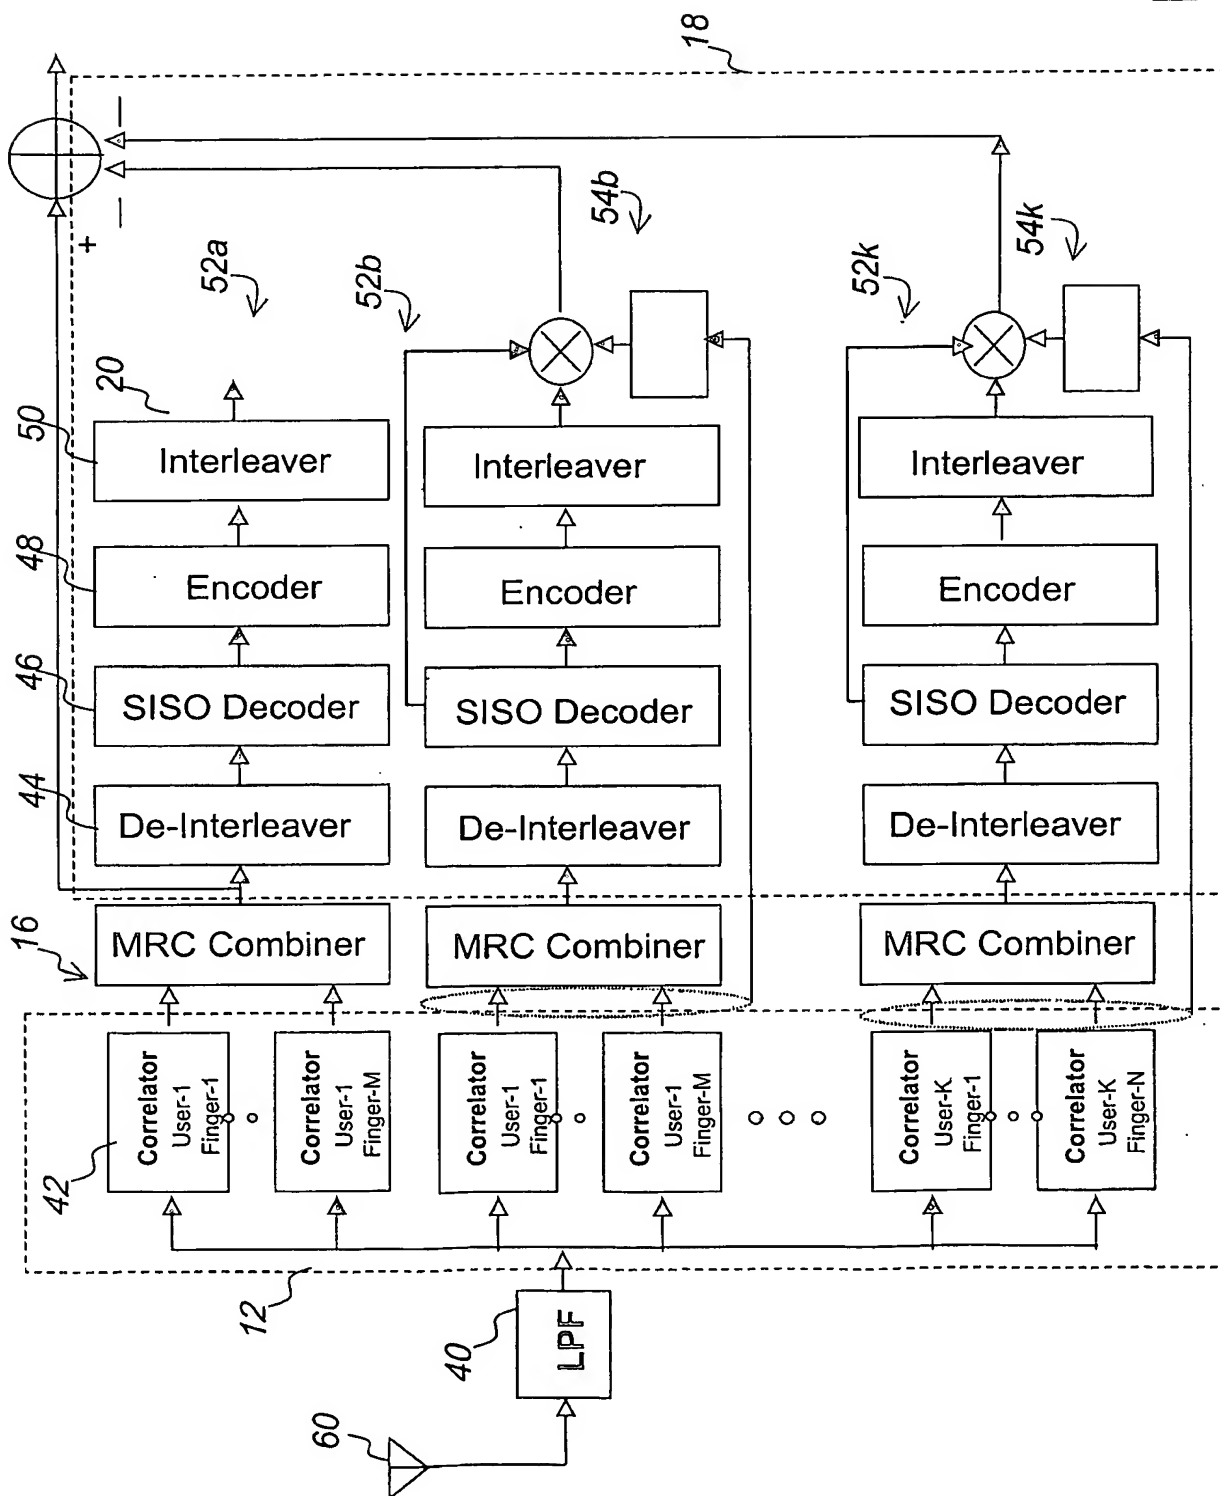 18
+
—
—
52a
52b
54b
52k
54k
20
50
Interleaver
Interleaver
Interleaver
48
Encoder
Encoder
Encoder
46
SISO Decoder
SISO Decoder
SISO Decoder
44
De-Interleaver
De-Interleaver
De-Interleaver
16
MRC Combiner
MRC Combiner
MRC Combiner
42
Correlator
User-1
Finger-1
Correlator
User-1
Finger-M
Correlator
User-1
Finger-1
Correlator
User-1
Finger-M
Correlator
User-K
Finger-1
Correlator
User-K
Finger-N
12
40
LPF
60